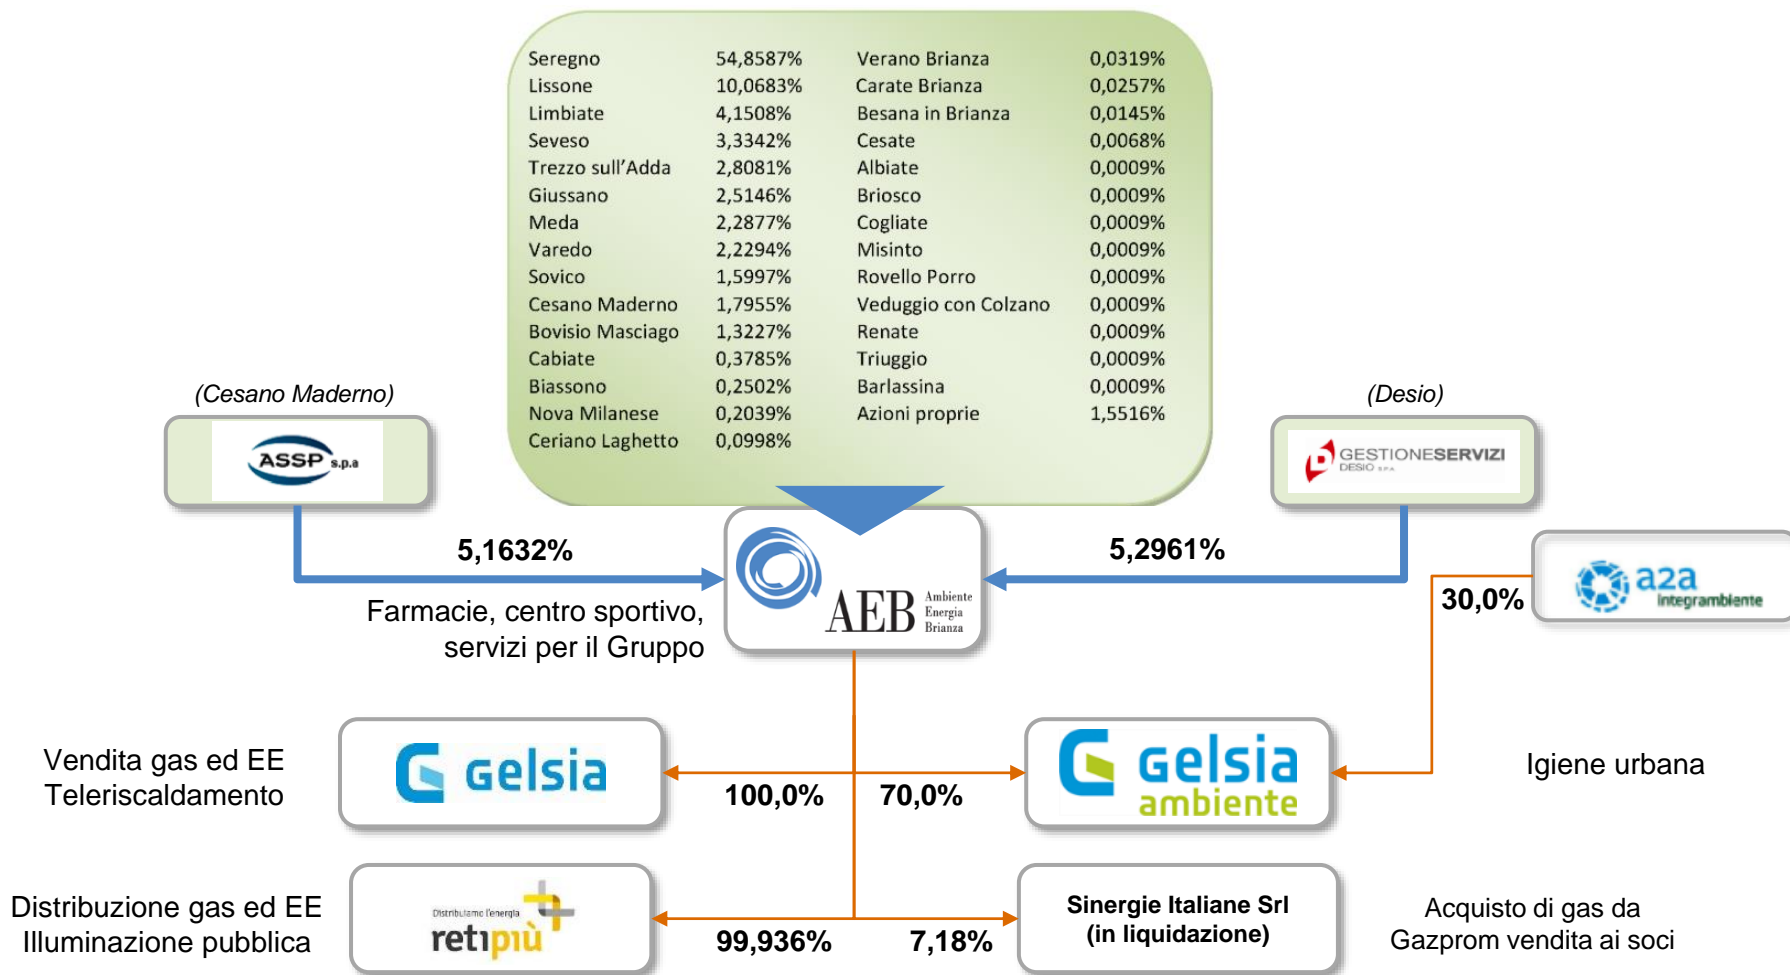 Seregno 54,8587% Verano Brianza 0,0319%
Lissone 10,0683% Carate Brianza 0,0257%
Limbiate 4,1508% Besana in Brianza 0,0145%
Seveso 3,3342% Cesate 0,0068%
Trezzo sull'Adda 2,8081% Albiate 0,0009%
Giussano 2,5146% Briosco 0,0009%
Meda 2,2877% Cogliate 0,0009%
Varedo 2,2294% Misinto 0,0009%
Sovico 1,5997% Rovello Porro 0,0009%
Cesano Maderno 1,7955% Veduggio con Colzano 0,0009%
Bovisio Masciago 1,3227% Renate 0,0009%
Cabiate 0,3785% Triuggio 0,0009%
Biassono 0,2502% Barlassina 0,0009%
Nova Milanese 0,2039% Azioni proprie 1,5516%
Ceriano Laghetto 0,0998%
(Cesano Maderno)
ASSP s.p.a
(Desio)
GESTIONESERVIZI
DESIO S.P.A.
5,1632%
5,2961%
AEB Ambiente
Energia
Brianza
a2a
integrambiente
30,0%
Farmacie, centro sportivo,
servizi per il Gruppo
Vendita gas ed EE
Teleriscaldamento
Gelsia
100,0%
70,0%
Gelsia
ambiente
Igiene urbana
Distribuzione gas ed EE
Illuminazione pubblica
Distribuiamo l'energia
retipiù
99,936%
7,18%
Sinergie Italiane Srl
(in liquidazione)
Acquisto di gas da
Gazprom vendita ai soci